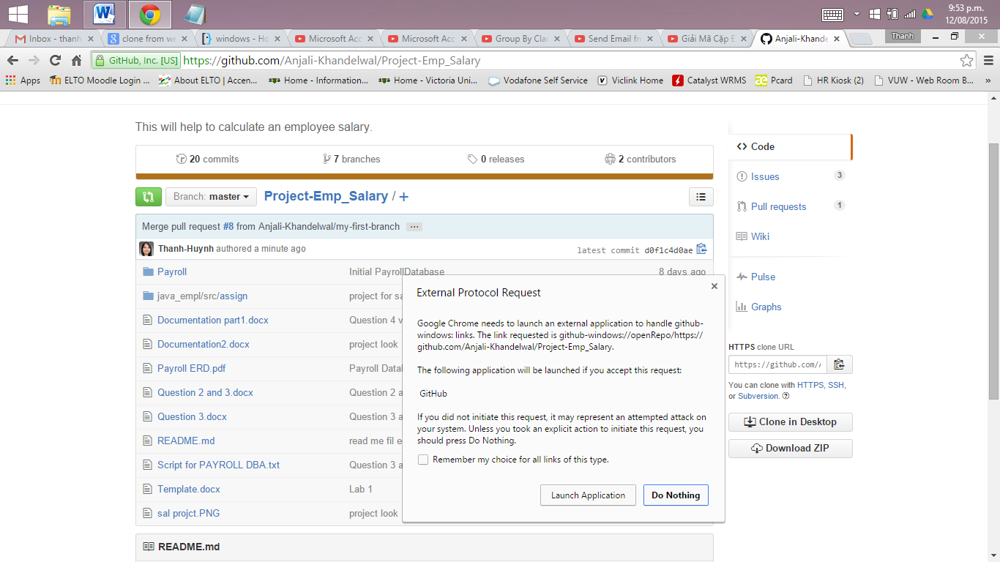 9:53 p.m.
12/08/2015
Inbox - thanh
clone from we
windows - Ho
Microsoft Acc
Microsoft Acc
Group By Clau
Send Email fro
Giải Mã Cặp Đ
Anjali-Khande
Thanh
GitHub, Inc. [US] https://github.com/Anjali-Khandelwal/Project-Emp_Salary
Apps ELTO Moodle Login ... About ELTO | Accen... Home - Information... Home - Victoria Uni... Vodafone Self Service Viclink Home Catalyst WRMS Pcard HR Kiosk (2) VUW - Web Room B... »
This will help to calculate an employee salary.
20 commits 7 branches 0 releases 2 contributors
Branch: master Project-Emp_Salary / +
Merge pull request #8 from Anjali-Khandelwal/my-first-branch ...
Thanh-Huynh authored a minute ago latest commit d0f1c4d0ae
Payroll Initial PayrollDatabase 8 days ago
java_empl/src/assign project for sa
Documentation part1.docx Question 4 v
Documentation2.docx project look
Payroll ERD.pdf Payroll Datal
Question 2 and 3.docx Question 2 a
Question 3.docx Question 3 a
README.md read me fil e
Script for PAYROLL DBA.txt Question 3 a
Template.docx Lab 1
sal projct.PNG project look
README.md
External Protocol Request
Google Chrome needs to launch an external application to handle github-
windows: links. The link requested is github-windows://openRepo/https://
github.com/Anjali-Khandelwal/Project-Emp_Salary.
The following application will be launched if you accept this request:
GitHub
If you did not initiate this request, it may represent an attempted attack on
your system. Unless you took an explicit action to initiate this request, you
should press Do Nothing.
Remember my choice for all links of this type.
Launch Application Do Nothing
Code
Issues 3
Pull requests 1
Wiki
Pulse
Graphs
HTTPS clone URL
https://github.com/
You can clone with HTTPS, SSH,
or Subversion.
Clone in Desktop
Download ZIP